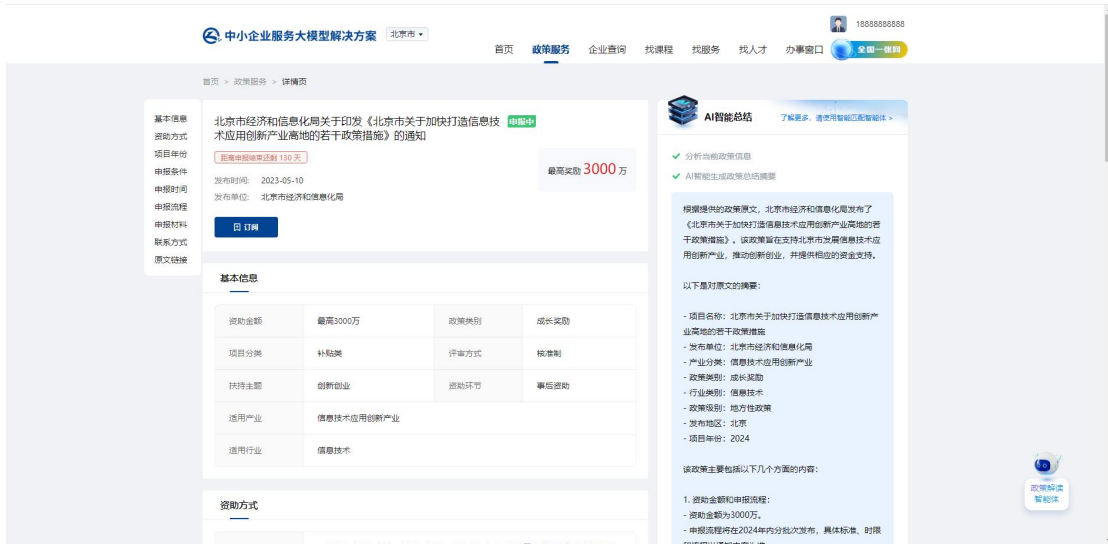 中小企业服务大模型解决方案
北京市
18888888888
首页
政策服务
企业查询
找课程
找服务
找人才
办事窗口
全国一张网
首页 > 政策服务 > 详情页
基本信息
资助方式
项目年份
申报条件
申报时间
申报流程
申报材料
联系方式
原文链接
北京市经济和信息化局关于印发《北京市关于加快打造信息技
术应用创新产业高地的若干政策措施》的通知
申报中
距离申报结束还剩 130 天
发布时间: 2023-05-10
发布单位: 北京市经济和信息化局
最高奖励 3000 万
订阅
基本信息
资助金额 最高3000万 政策类别 成长奖励
项目分类 补贴类 评审方式 核准制
扶持主题 创新创业 资助环节 事后资助
适用产业 信息技术应用创新产业
适用行业 信息技术
资助方式
AI智能总结
了解更多,请使用智能匹配智能体 >
分析当前政策信息
AI智能生成政策总结摘要
根据提供的政策原文,北京市经济和信息化局发布了
《北京市关于加快打造信息技术应用创新产业高地的若
干政策措施》。该政策旨在支持北京市发展信息技术应
用创新产业,推动创新创业,并提供相应的资金支持。
以下是对原文的摘要:
- 项目名称:北京市关于加快打造信息技术应用创新产
业高地的若干政策措施
- 发布单位:北京市经济和信息化局
- 产业分类:信息技术应用创新产业
- 政策类别:成长奖励
- 行业类别:信息技术
- 政策级别:地方性政策
- 发布地区:北京
- 项目年份:2024
该政策主要包括以下几个方面的内容:
1. 资助金额和申报流程:
- 资助金额为3000万。
- 申报流程将在2024年内分批次发布,具体标准、时限
政策解读
智能体